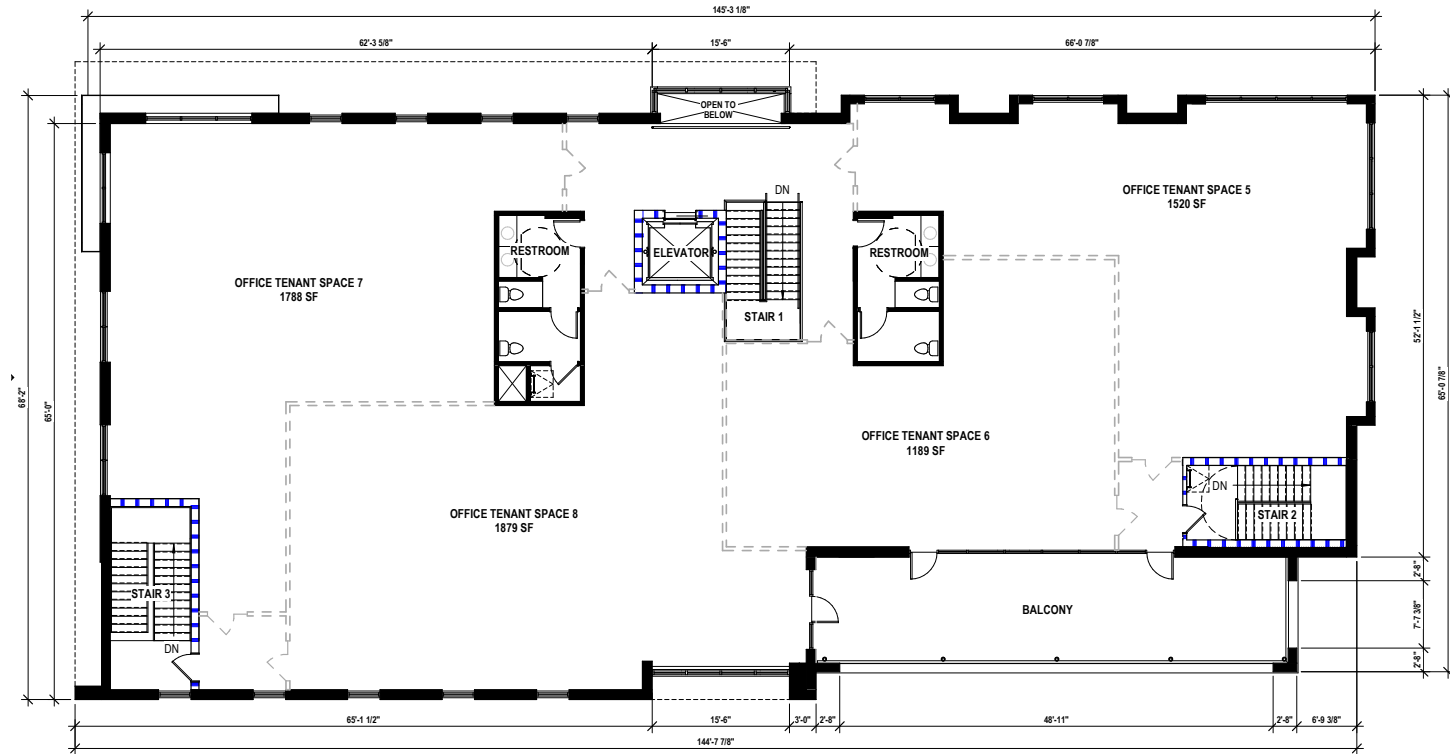 145'-3 1/8"
62'-3 5/8"
15'-6"
66'-0 7/8"
OPEN TO
BELOW
DN
OFFICE TENANT SPACE 5
1520 SF
RESTROOM
ELEVATOR
RESTROOM
OFFICE TENANT SPACE 7
1788 SF
STAIR 1
52'-1 1/2"
68'-2"
65'-0"
65'-0 7/8"
OFFICE TENANT SPACE 6
1189 SF
DN
STAIR 2
OFFICE TENANT SPACE 8
1879 SF
STAIR 3
DN
BALCONY
2'-8"
7'-7 3/8"
2'-8"
65'-1 1/2"
15'-6"
3'-0"
2'-8"
48'-11"
2'-8"
6'-9 3/8"
144'-7 7/8"